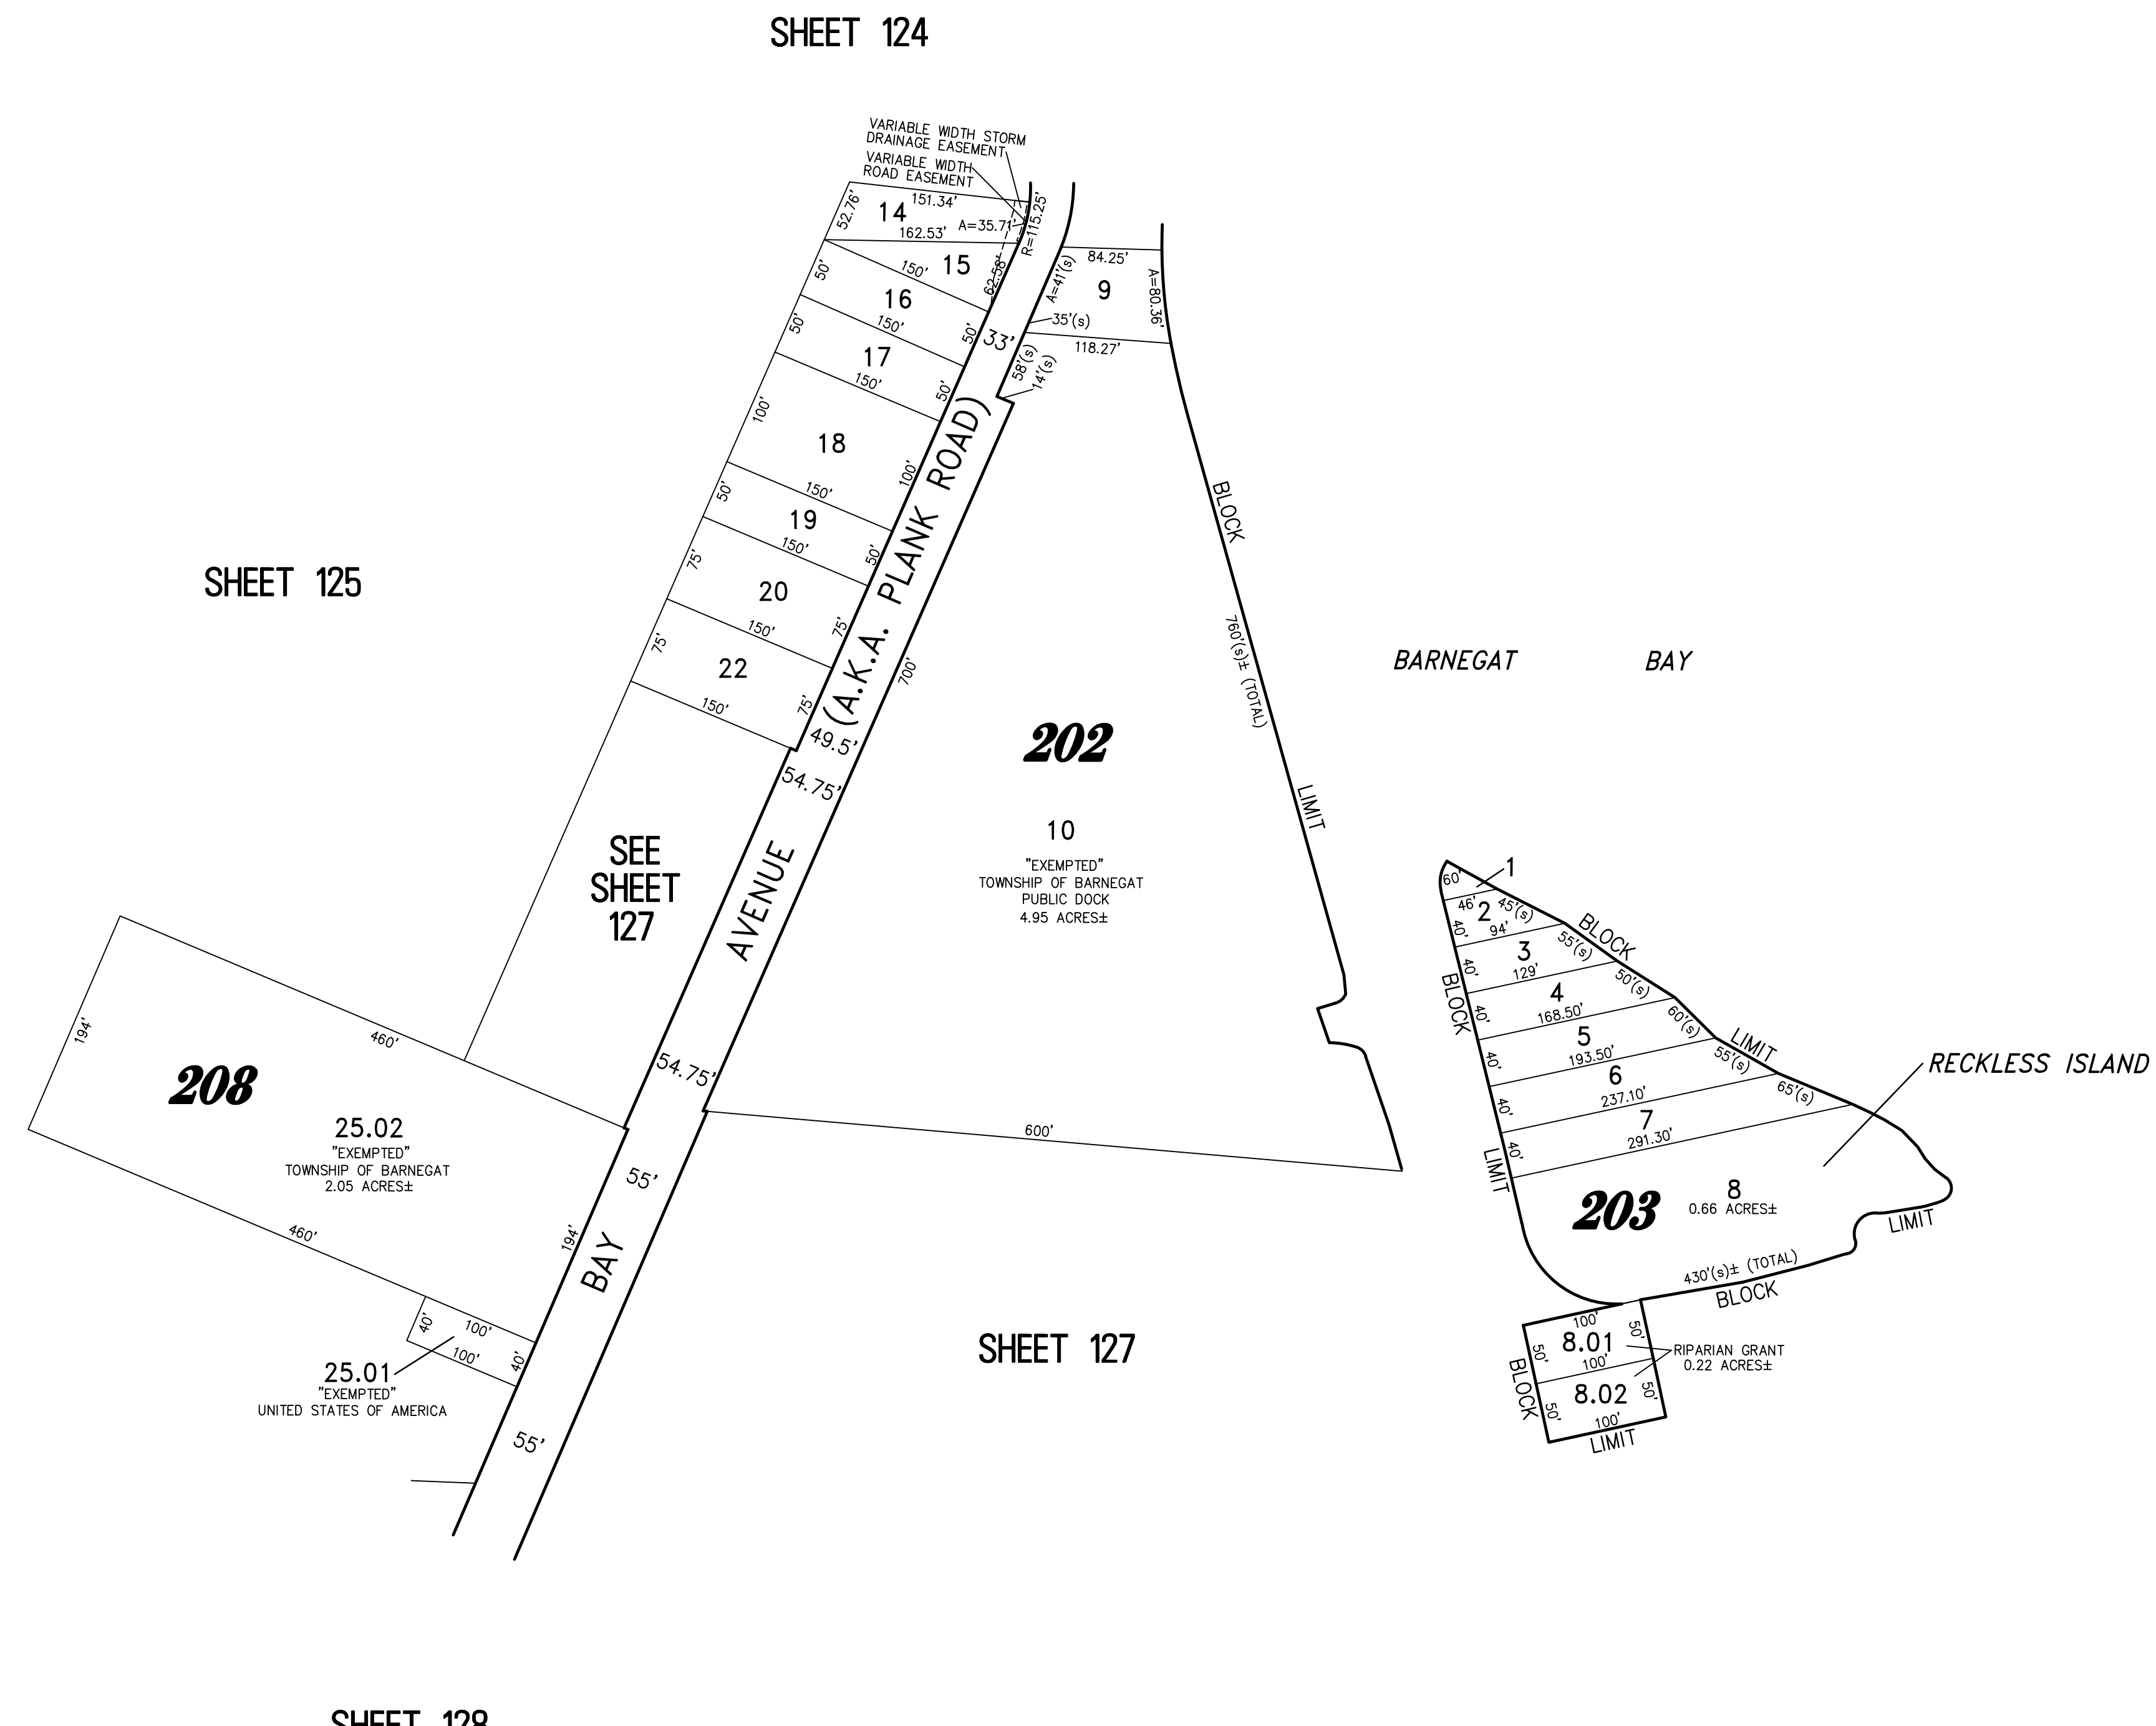 SHEET 124
VARIABLE WIDTH STORM
DRAINAGE EASEMENT
VARIABLE WIDTH
ROAD EASEMENT
52.76'
151.34'
14
A=35.71'
R=115.25'
162.53'
15
150'
62.58'
50'
16
150'
50'
50'
17
150'
50'
100'
18
150'
100'
50'
19
150'
50'
75'
20
150'
75'
75'
22
150'
75'
33'
84.25'
A=41'(s)
9
A=80.36'
35'(s)
118.27'
58'(s)
14'(s)
BAY AVENUE (A.K.A. PLANK ROAD)
700'
49.5'
54.75'
54.75'
55'
55'
BLOCK
760'(s)± (TOTAL)
LIMIT
SHEET 125
BARNEGAT BAY
202
10
"EXEMPTED"
TOWNSHIP OF BARNEGAT
PUBLIC DOCK
4.95 ACRES±
600'
SEE
SHEET
127
194'
460'
208
25.02
"EXEMPTED"
TOWNSHIP OF BARNEGAT
2.05 ACRES±
460'
194'
40'
100'
100'
40'
25.01
"EXEMPTED"
UNITED STATES OF AMERICA
SHEET 127
60'
1
46'
45'(s)
2
40'
94'
55'(s)
BLOCK
3
40'
129'
50'(s)
BLOCK
4
40'
168.50'
60'(s)
5
40'
193.50'
55'(s)
LIMIT
6
40'
237.10'
65'(s)
7
40'
291.30'
LIMIT
RECKLESS ISLAND
203
8
0.66 ACRES±
LIMIT
430'(s)± (TOTAL)
BLOCK
100'
50'
8.01
50'
100'
RIPARIAN GRANT
0.22 ACRES±
BLOCK
50'
8.02
50'
100'
LIMIT
SHEET 128